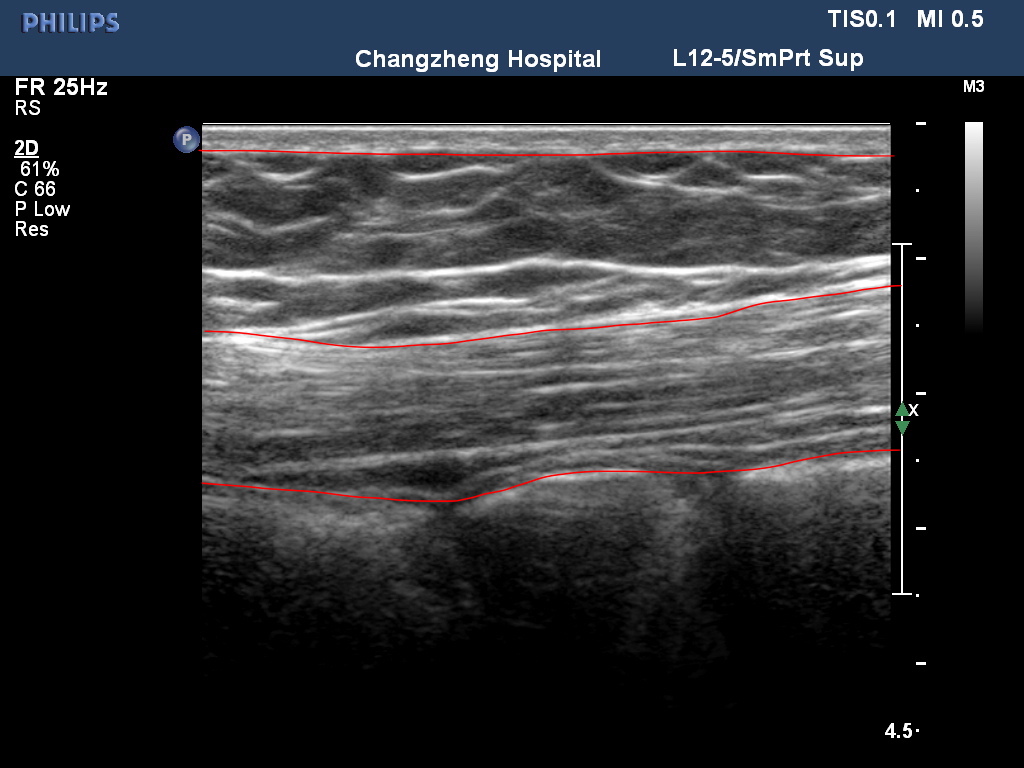 PHILIPS
TIS0.1 MI 0.5
Changzheng Hospital
L12-5/SmPrt Sup
FR 25Hz
RS
M3
P
2D
61%
C 66
P Low
Res
X
4.5